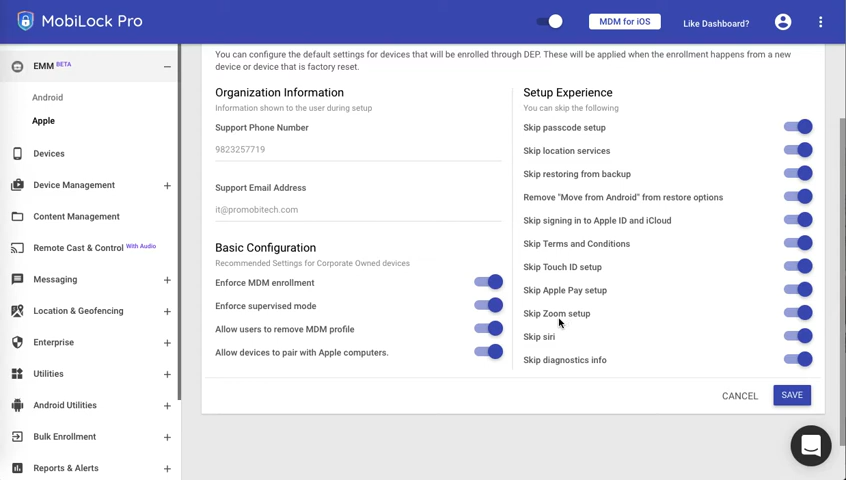 MobiLock Pro
MDM for iOS
Like Dashboard?
EMM BETA
Android
Apple
Devices
Device Management
Content Management
Remote Cast & Control With Audio
Messaging
Location & Geofencing
Enterprise
Utilities
Android Utilities
Bulk Enrollment
Reports & Alerts
You can configure the default settings for devices that will be enrolled through DEP. These will be applied when the enrollment happens from a new
device or device that is factory reset.
Organization Information
Information shown to the user during setup
Support Phone Number
9823257719
Support Email Address
it@promobitech.com
Basic Configuration
Recommended Settings for Corporate Owned devices
Enforce MDM enrollment
Enforce supervised mode
Allow users to remove MDM profile
Allow devices to pair with Apple computers.
Setup Experience
You can skip the following
Skip passcode setup
Skip location services
Skip restoring from backup
Remove "Move from Android" from restore options
Skip signing in to Apple ID and iCloud
Skip Terms and Conditions
Skip Touch ID setup
Skip Apple Pay setup
Skip Zoom setup
Skip siri
Skip diagnostics info
CANCEL
SAVE